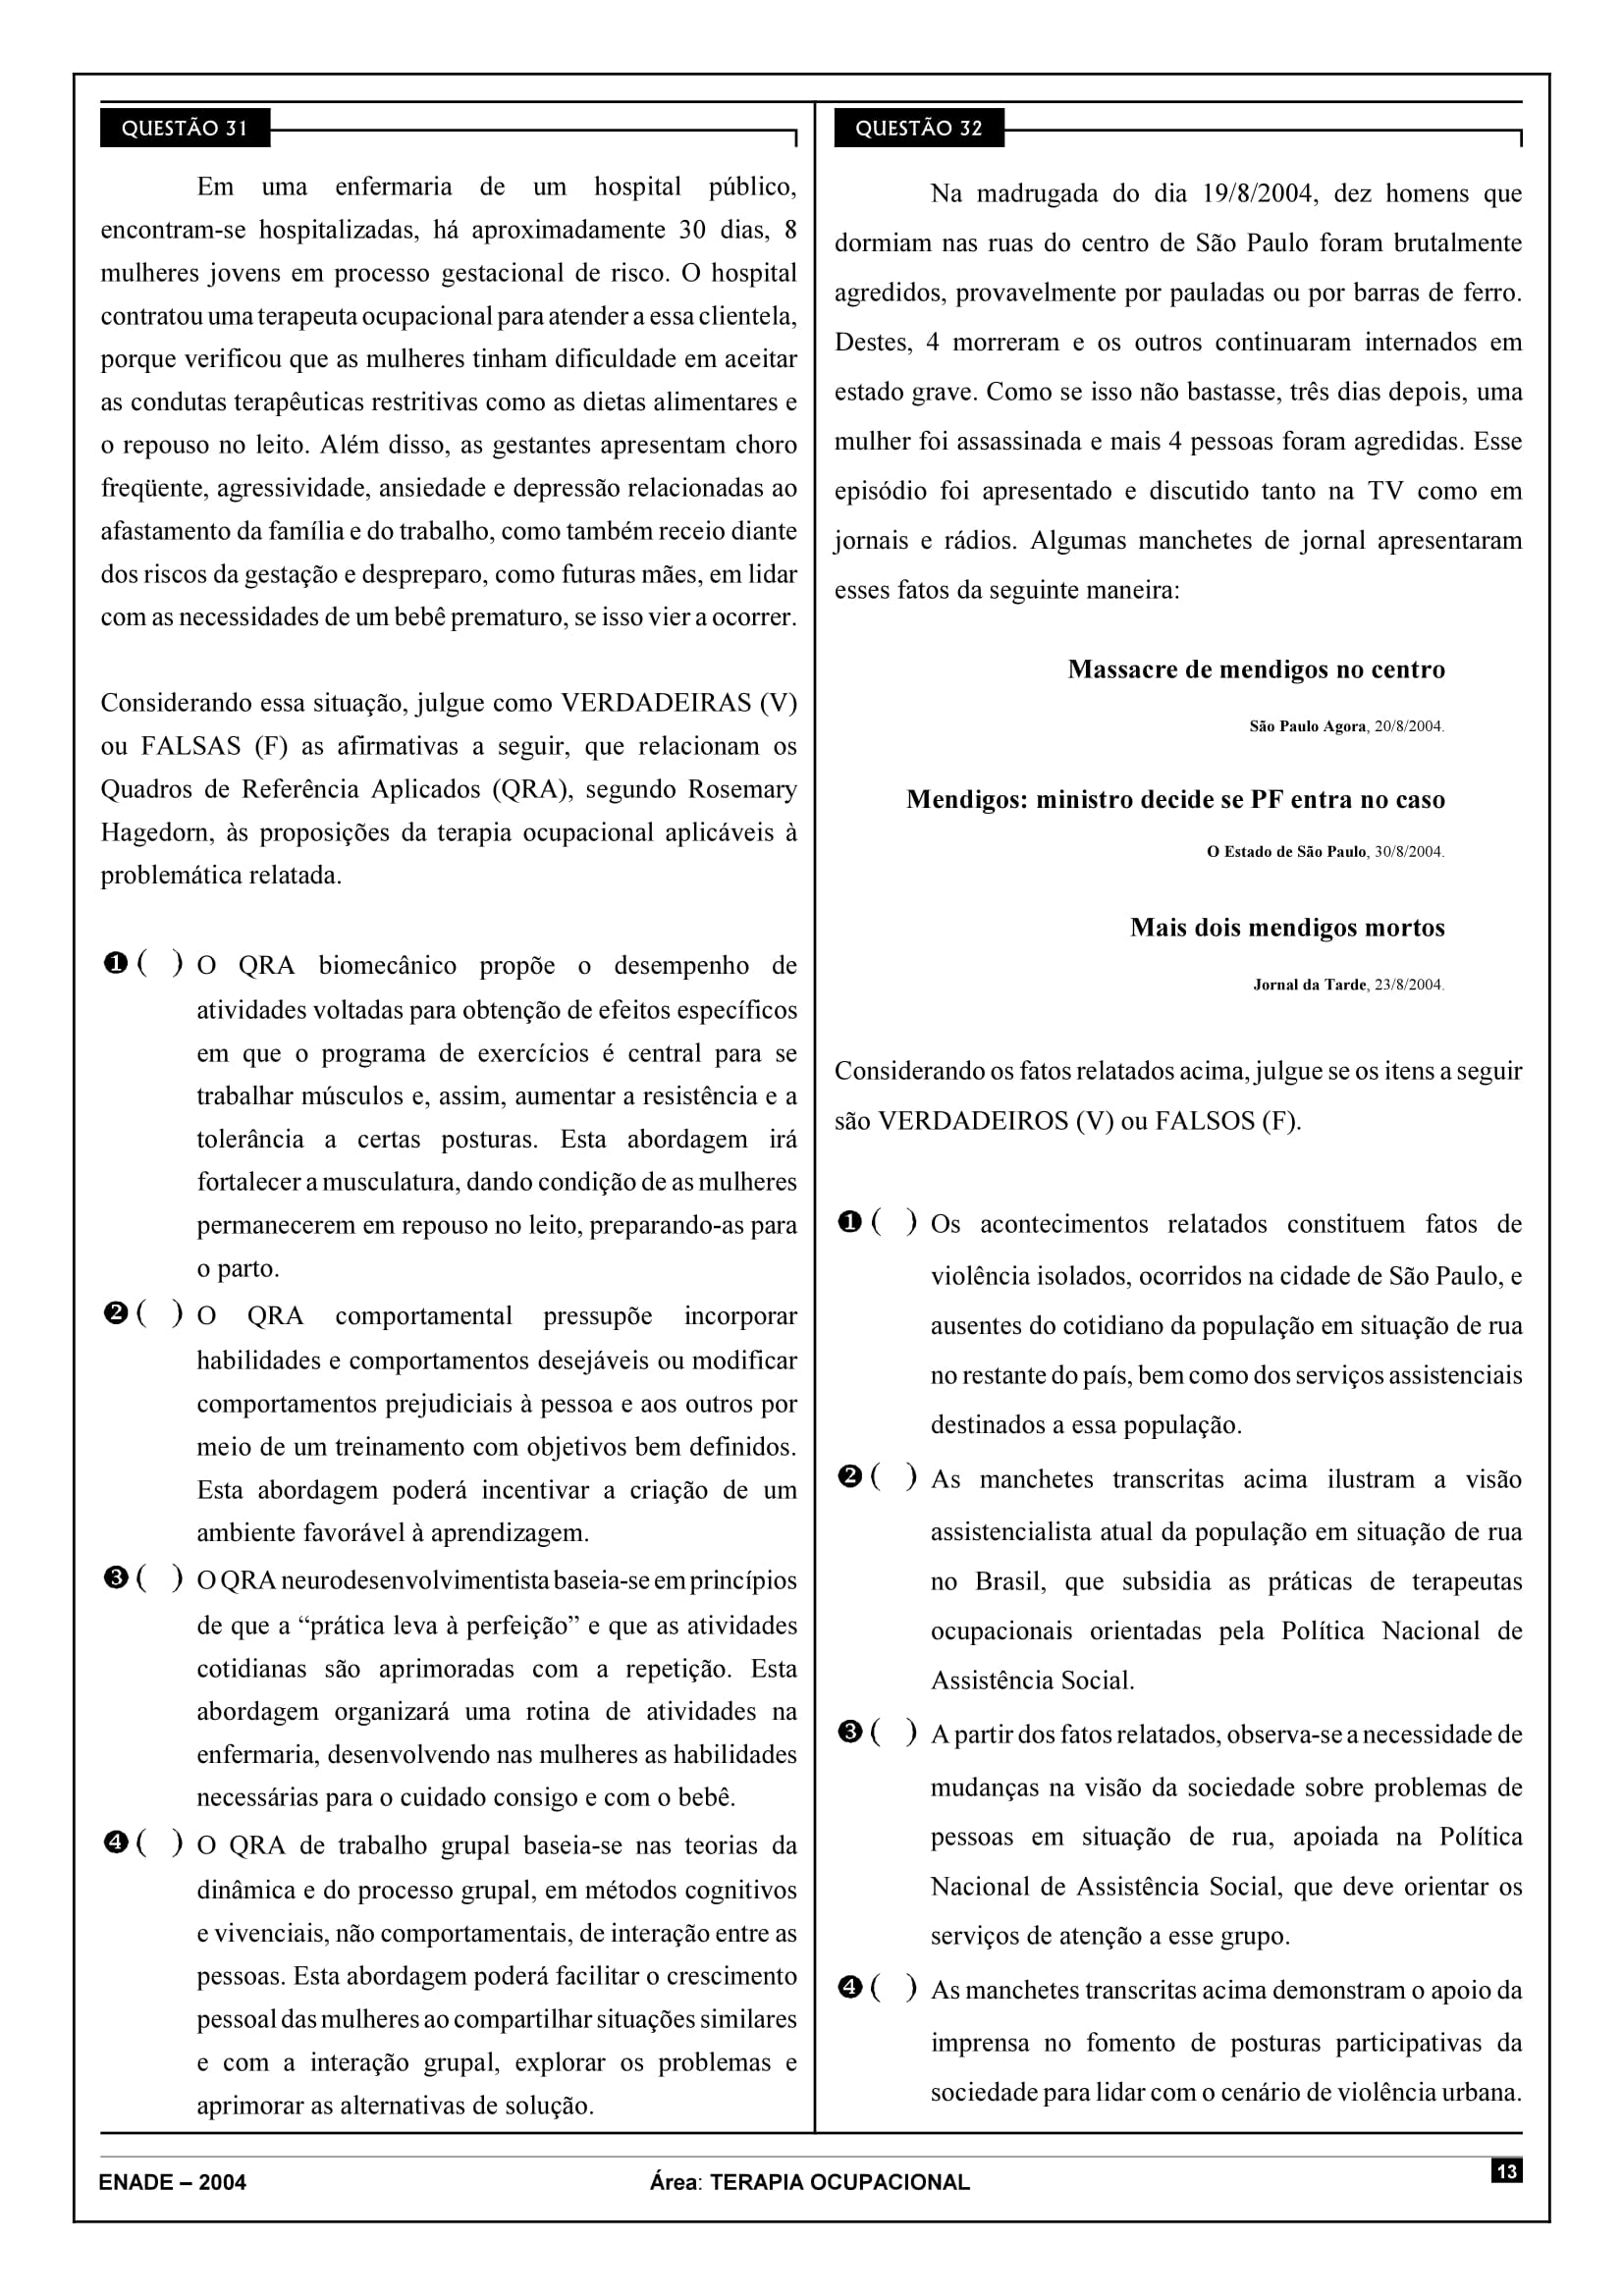 QUESTÃO 31
Em uma enfermaria de um hospital público,
encontram-se hospitalizadas, há aproximadamente 30 dias, 8
mulheres jovens em processo gestacional de risco. O hospital
contratou uma terapeuta ocupacional para atender a essa clientela,
porque verificou que as mulheres tinham dificuldade em aceitar
as condutas terapêuticas restritivas como as dietas alimentares e
o repouso no leito. Além disso, as gestantes apresentam choro
freqüente, agressividade, ansiedade e depressão relacionadas ao
afastamento da família e do trabalho, como também receio diante
dos riscos da gestação e despreparo, como futuras mães, em lidar
com as necessidades de um bebê prematuro, se isso vier a ocorrer.
Considerando essa situação, julgue como VERDADEIRAS (V)
ou FALSAS (F) as afirmativas a seguir, que relacionam os
Quadros de Referência Aplicados (QRA), segundo Rosemary
Hagedorn, às proposições da terapia ocupacional aplicáveis à
problemática relatada.
❶ ( ) O QRA biomecânico propõe o desempenho de
atividades voltadas para obtenção de efeitos específicos
em que o programa de exercícios é central para se
trabalhar músculos e, assim, aumentar a resistência e a
tolerância a certas posturas. Esta abordagem irá
fortalecer a musculatura, dando condição de as mulheres
permanecerem em repouso no leito, preparando-as para
o parto.
❷ ( ) O QRA comportamental pressupõe incorporar
habilidades e comportamentos desejáveis ou modificar
comportamentos prejudiciais à pessoa e aos outros por
meio de um treinamento com objetivos bem definidos.
Esta abordagem poderá incentivar a criação de um
ambiente favorável à aprendizagem.
❸ ( ) O QRA neurodesenvolvimentista baseia-se em princípios
de que a “prática leva à perfeição” e que as atividades
cotidianas são aprimoradas com a repetição. Esta
abordagem organizará uma rotina de atividades na
enfermaria, desenvolvendo nas mulheres as habilidades
necessárias para o cuidado consigo e com o bebê.
❹ ( ) O QRA de trabalho grupal baseia-se nas teorias da
dinâmica e do processo grupal, em métodos cognitivos
e vivenciais, não comportamentais, de interação entre as
pessoas. Esta abordagem poderá facilitar o crescimento
pessoal das mulheres ao compartilhar situações similares
e com a interação grupal, explorar os problemas e
aprimorar as alternativas de solução.
QUESTÃO 32
Na madrugada do dia 19/8/2004, dez homens que
dormiam nas ruas do centro de São Paulo foram brutalmente
agredidos, provavelmente por pauladas ou por barras de ferro.
Destes, 4 morreram e os outros continuaram internados em
estado grave. Como se isso não bastasse, três dias depois, uma
mulher foi assassinada e mais 4 pessoas foram agredidas. Esse
episódio foi apresentado e discutido tanto na TV como em
jornais e rádios. Algumas manchetes de jornal apresentaram
esses fatos da seguinte maneira:
Massacre de mendigos no centro
São Paulo Agora, 20/8/2004.
Mendigos: ministro decide se PF entra no caso
O Estado de São Paulo, 30/8/2004.
Mais dois mendigos mortos
Jornal da Tarde, 23/8/2004.
Considerando os fatos relatados acima, julgue se os itens a seguir
são VERDADEIROS (V) ou FALSOS (F).
❶ ( ) Os acontecimentos relatados constituem fatos de
violência isolados, ocorridos na cidade de São Paulo, e
ausentes do cotidiano da população em situação de rua
no restante do país, bem como dos serviços assistenciais
destinados a essa população.
❷ ( ) As manchetes transcritas acima ilustram a visão
assistencialista atual da população em situação de rua
no Brasil, que subsidia as práticas de terapeutas
ocupacionais orientadas pela Política Nacional de
Assistência Social.
❸ ( ) A partir dos fatos relatados, observa-se a necessidade de
mudanças na visão da sociedade sobre problemas de
pessoas em situação de rua, apoiada na Política
Nacional de Assistência Social, que deve orientar os
serviços de atenção a esse grupo.
❹ ( ) As manchetes transcritas acima demonstram o apoio da
imprensa no fomento de posturas participativas da
sociedade para lidar com o cenário de violência urbana.
ENADE – 2004
Área: TERAPIA OCUPACIONAL
13